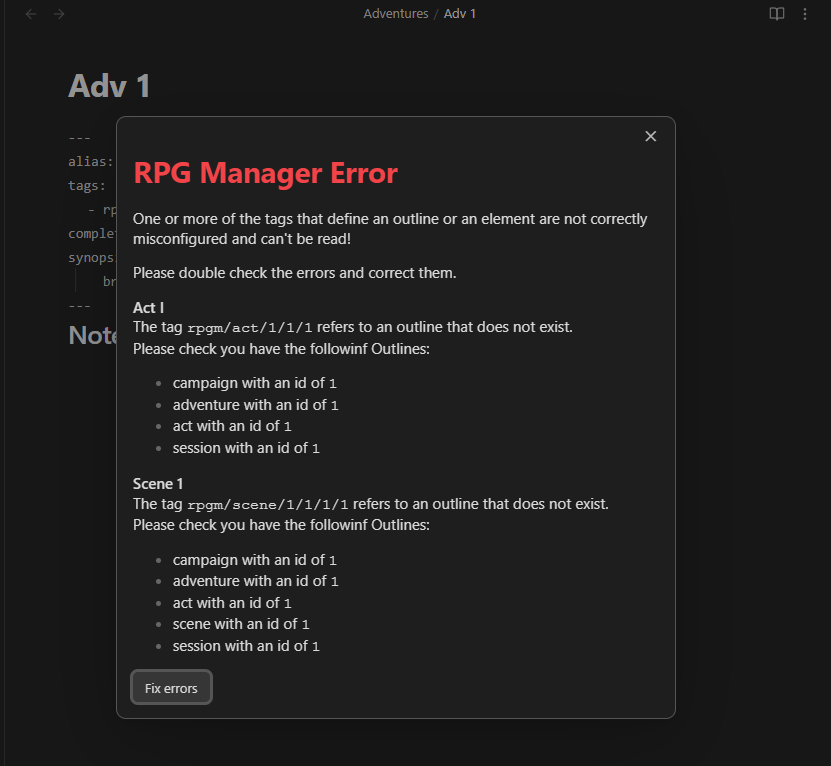 Adventures / Adv 1
Adv 1
---
alias:
tags:
- rp
comple
synops
br
---
Note
RPG Manager Error
One or more of the tags that define an outline or an element are not correctly
misconfigured and can't be read!
Please double check the errors and correct them.
Act I
The tag rpgm/act/1/1/1 refers to an outline that does not exist.
Please check you have the followinf Outlines:
• campaign with an id of 1
• adventure with an id of 1
• act with an id of 1
• session with an id of 1
Scene 1
The tag rpgm/scene/1/1/1/1 refers to an outline that does not exist.
Please check you have the followinf Outlines:
• campaign with an id of 1
• adventure with an id of 1
• act with an id of 1
• scene with an id of 1
• session with an id of 1
Fix errors